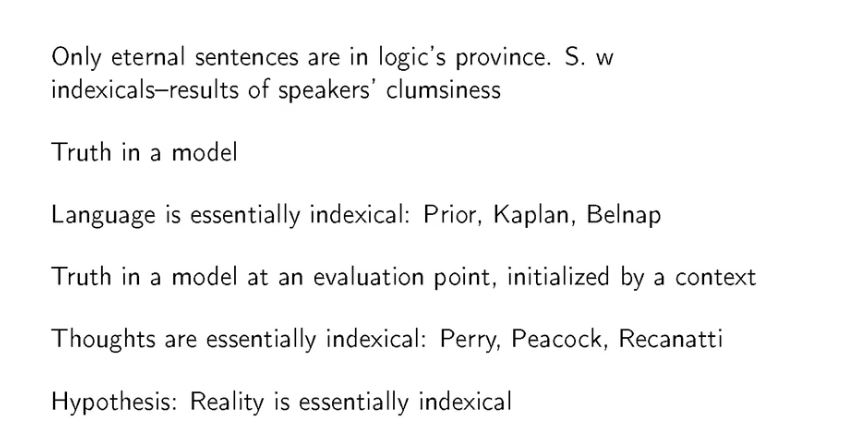 Only eternal sentences are in logic's province. S. w
indexicals–results of speakers' clumsiness
Truth in a model
Language is essentially indexical: Prior, Kaplan, Belnap
Truth in a model at an evaluation point, initialized by a context
Thoughts are essentially indexical: Perry, Peacock, Recanatti
Hypothesis: Reality is essentially indexical